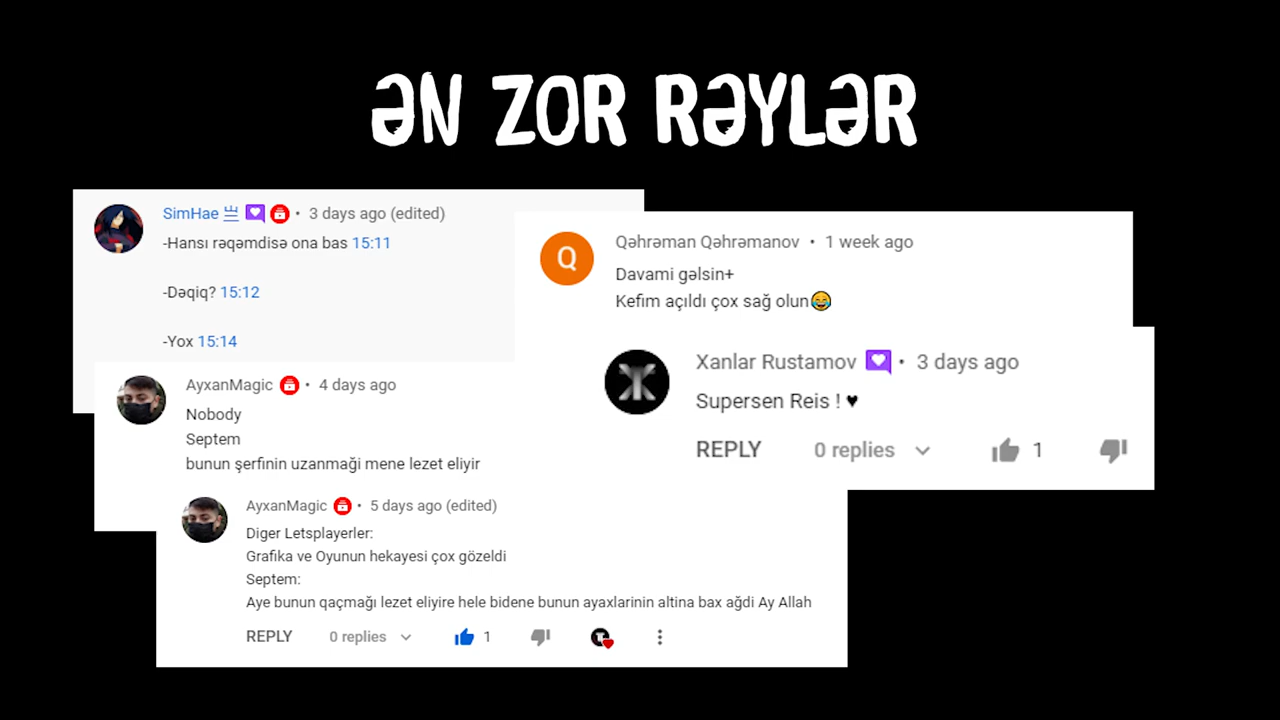 ƏN ZOR RƏYLƏR
SimHae 亗 • 3 days ago (edited)
-Hansı rəqəmdisə ona bas 15:11
-Dəqiq? 15:12
-Yox 15:14
Q
Qəhrəman Qəhrəmanov • 1 week ago
Davami gəlsin+
Kefim açıldı çox sağ olun😂
Xanlar Rustamov • 3 days ago
Supersen Reis ! ♥
REPLY 0 replies 1
AyxanMagic • 4 days ago
Nobody
Septem
bunun şerfinin uzanmaği mene lezet eliyir
AyxanMagic • 5 days ago (edited)
Diger Letsplayerler:
Grafika ve Oyunun hekayesi çox gözeldi
Septem:
Aye bunun qaçmağı lezet eliyire hele bidene bunun ayaxlarinin altina bax ağdi Ay Allah
REPLY 0 replies 1